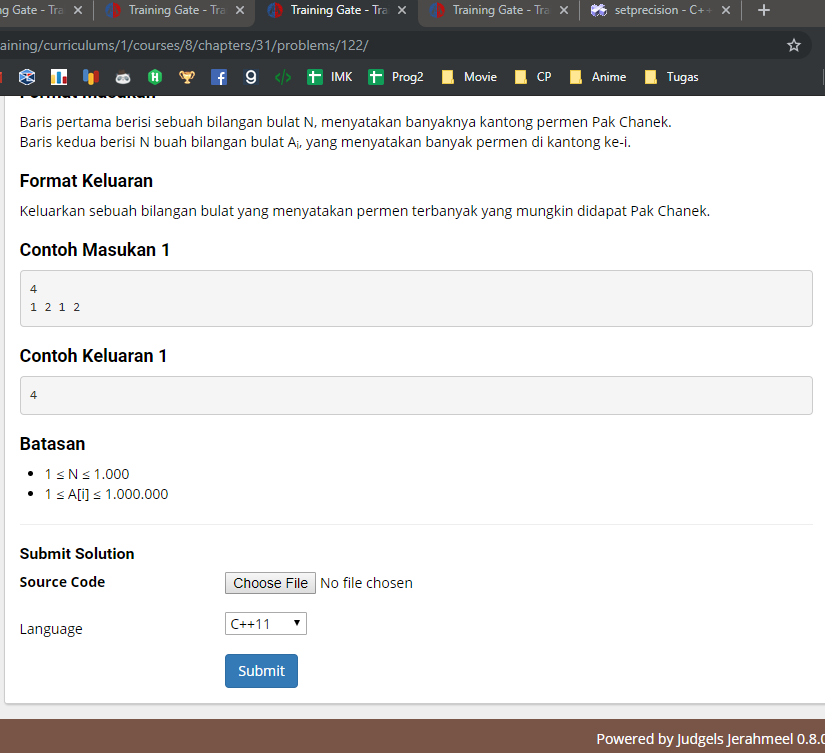 ng Gate - Tra
Training Gate - Tra
Training Gate - Tra
Training Gate - Tra
setprecision - C++
aining/curriculums/1/courses/8/chapters/31/problems/122/
IMK
Prog2
Movie
CP
Anime
Tugas
Format Masukan
Baris pertama berisi sebuah bilangan bulat N, menyatakan banyaknya kantong permen Pak Chanek.
Baris kedua berisi N buah bilangan bulat Ai, yang menyatakan banyak permen di kantong ke-i.
Format Keluaran
Keluarkan sebuah bilangan bulat yang menyatakan permen terbanyak yang mungkin didapat Pak Chanek.
Contoh Masukan 1
4
1 2 1 2
Contoh Keluaran 1
4
Batasan
1 ≤ N ≤ 1.000
1 ≤ A[i] ≤ 1.000.000
Submit Solution
Source Code
Choose File No file chosen
Language
C++11
Submit
Powered by Judgels Jerahmeel 0.8.0